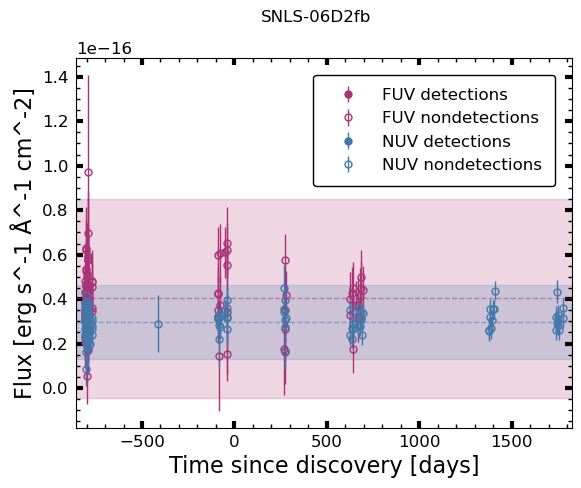 SNLS-06D2fb
1e−16
FUV detections
FUV nondetections
NUV detections
NUV nondetections
1.4
1.2
1.0
0.8
0.6
0.4
0.2
0.0
Flux [erg s^-1 Å^-1 cm^-2]
−500 0 500 1000 1500
Time since discovery [days]